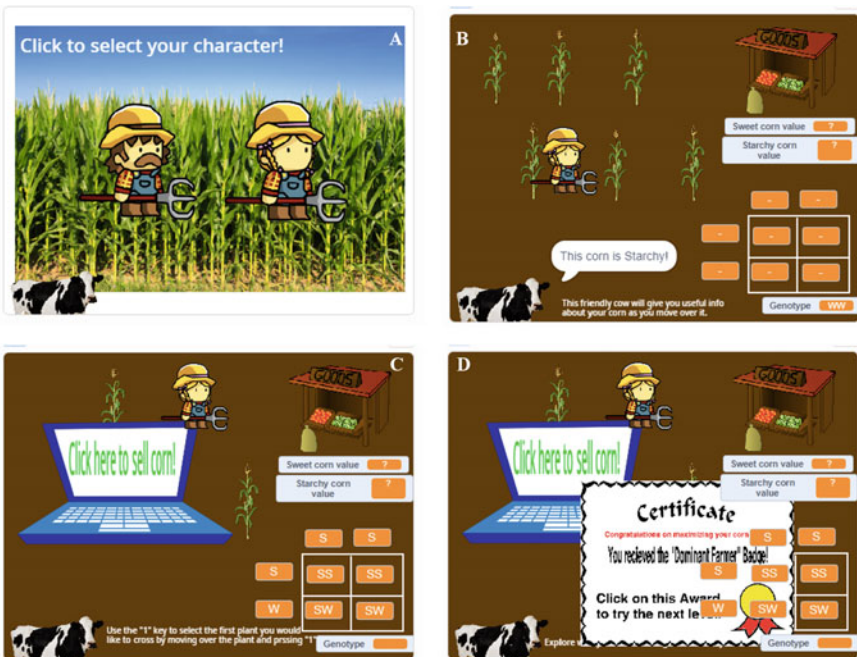 Click to select your character!
A
B
GOODS
Sweet corn value ?
Starchy corn
value
?
- -
- - -
- - -
This corn is Starchy!
This friendly cow will give you useful info
about your corn as you move over it.
Genotype WW
C
GOODS
Click here to sell corn!
Sweet corn value ?
Starchy corn
value
?
S S
S SS SS
W SW SW
Use the "1" key to select the first plant you would
like to cross by moving over the plant and prssing "1"
Genotype
D
GOODS
Click here to sell corn!
Sweet corn value ?
Starchy corn
value
?
Certificate
Congratulations on maximizing your corn
S S
You recieved the "Dominant Farmer" Badge!
S SS SS
Click on this Award
to try the next
W SW SW
Explore
Genotype